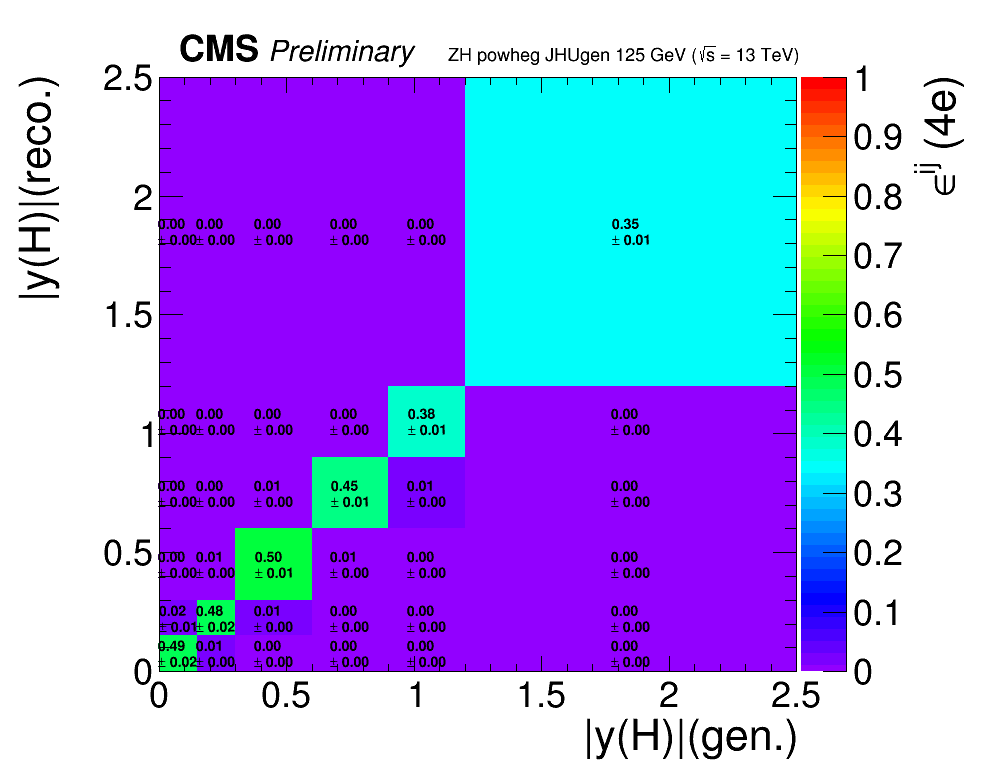 CMS Preliminary ZH powheg JHUgen 125 GeV (√s = 13 TeV)
|y(H)|(reco.)
2.5
2
1.5
1
0.5
0
0.00 0.00 0.00 0.00 0.00 0.35
± 0.00 ± 0.00 ± 0.00 ± 0.00 ± 0.00 ± 0.01
0.00 0.00 0.00 0.00 0.38 0.00
± 0.00 ± 0.00 ± 0.00 ± 0.00 ± 0.01 ± 0.00
0.00 0.00 0.01 0.45 0.01 0.00
± 0.00 ± 0.00 ± 0.00 ± 0.01 ± 0.00 ± 0.00
0.00 0.01 0.50 0.01 0.00 0.00
± 0.00 ± 0.00 ± 0.01 ± 0.00 ± 0.00 ± 0.00
0.02 0.48 0.01 0.00 0.00 0.00
± 0.01 ± 0.02 ± 0.00 ± 0.00 ± 0.00 ± 0.00
0.49 0.01 0.00 0.00 0.00 0.00
± 0.02 ± 0.00 ± 0.00 ± 0.00 ± 0.00 ± 0.00
0 0.5 1 1.5 2 2.5
|y(H)|(gen.)
1
0.9
0.8
0.7
0.6
0.5
0.4
0.3
0.2
0.1
0
∈ij (4e)